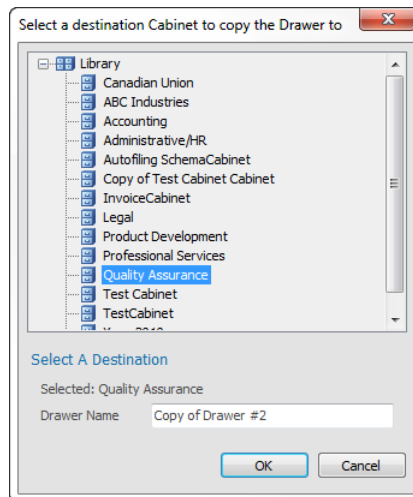 Select a destination Cabinet to copy the Drawer to
Library
Canadian Union
ABC Industries
Accounting
Administrative/HR
Autofiling SchemaCabinet
Copy of Test Cabinet Cabinet
InvoiceCabinet
Legal
Product Development
Professional Services
Quality Assurance
Test Cabinet
TestCabinet
Select A Destination
Selected: Quality Assurance
Drawer Name Copy of Drawer #2
OK Cancel